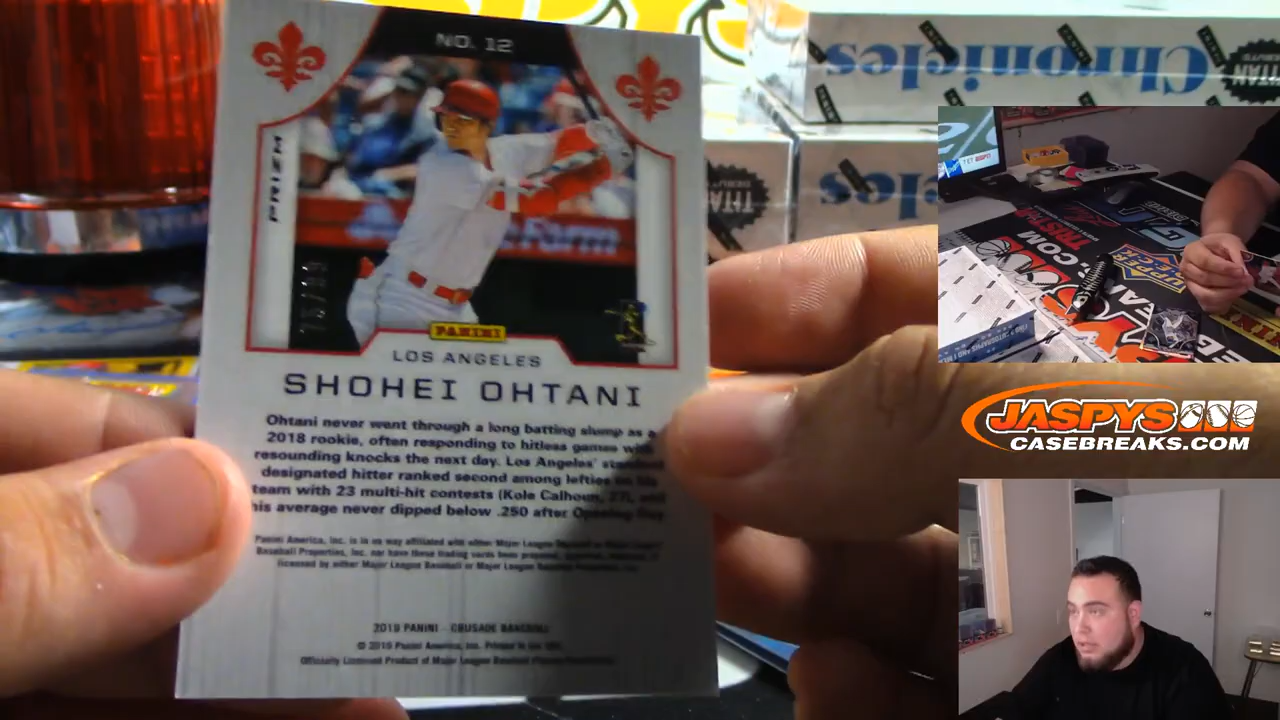 NO. 12
PRIZM
PANINI
LOS ANGELES
SHOHEI OHTANI
Ohtani never went through a long batting slump as a
2018 rookie, often responding to hitless games with
resounding knocks the next day. Los Angeles'
designated hitter ranked second among lefties on his
team with 23 multi-hit contests (Kole Calhoun, 27), and
his average never dipped below .250 after Opening Day
Panini America, Inc. is in no way affiliated with either Major League Baseball or Major League
Baseball Properties, Inc. nor have these trading cards been prepared,
licensed by either Major League Baseball or Major League Baseball Properties, Inc.
2019 PANINI - CRUSADE BASEBALL
© 2019 Panini America, Inc. Printed in the USA.
Officially Licensed Product of Major League Baseball Players
Chronicles
Chronicles
JASPYS
CASEBREAKS.COM
UPPER
DECK
PANINI